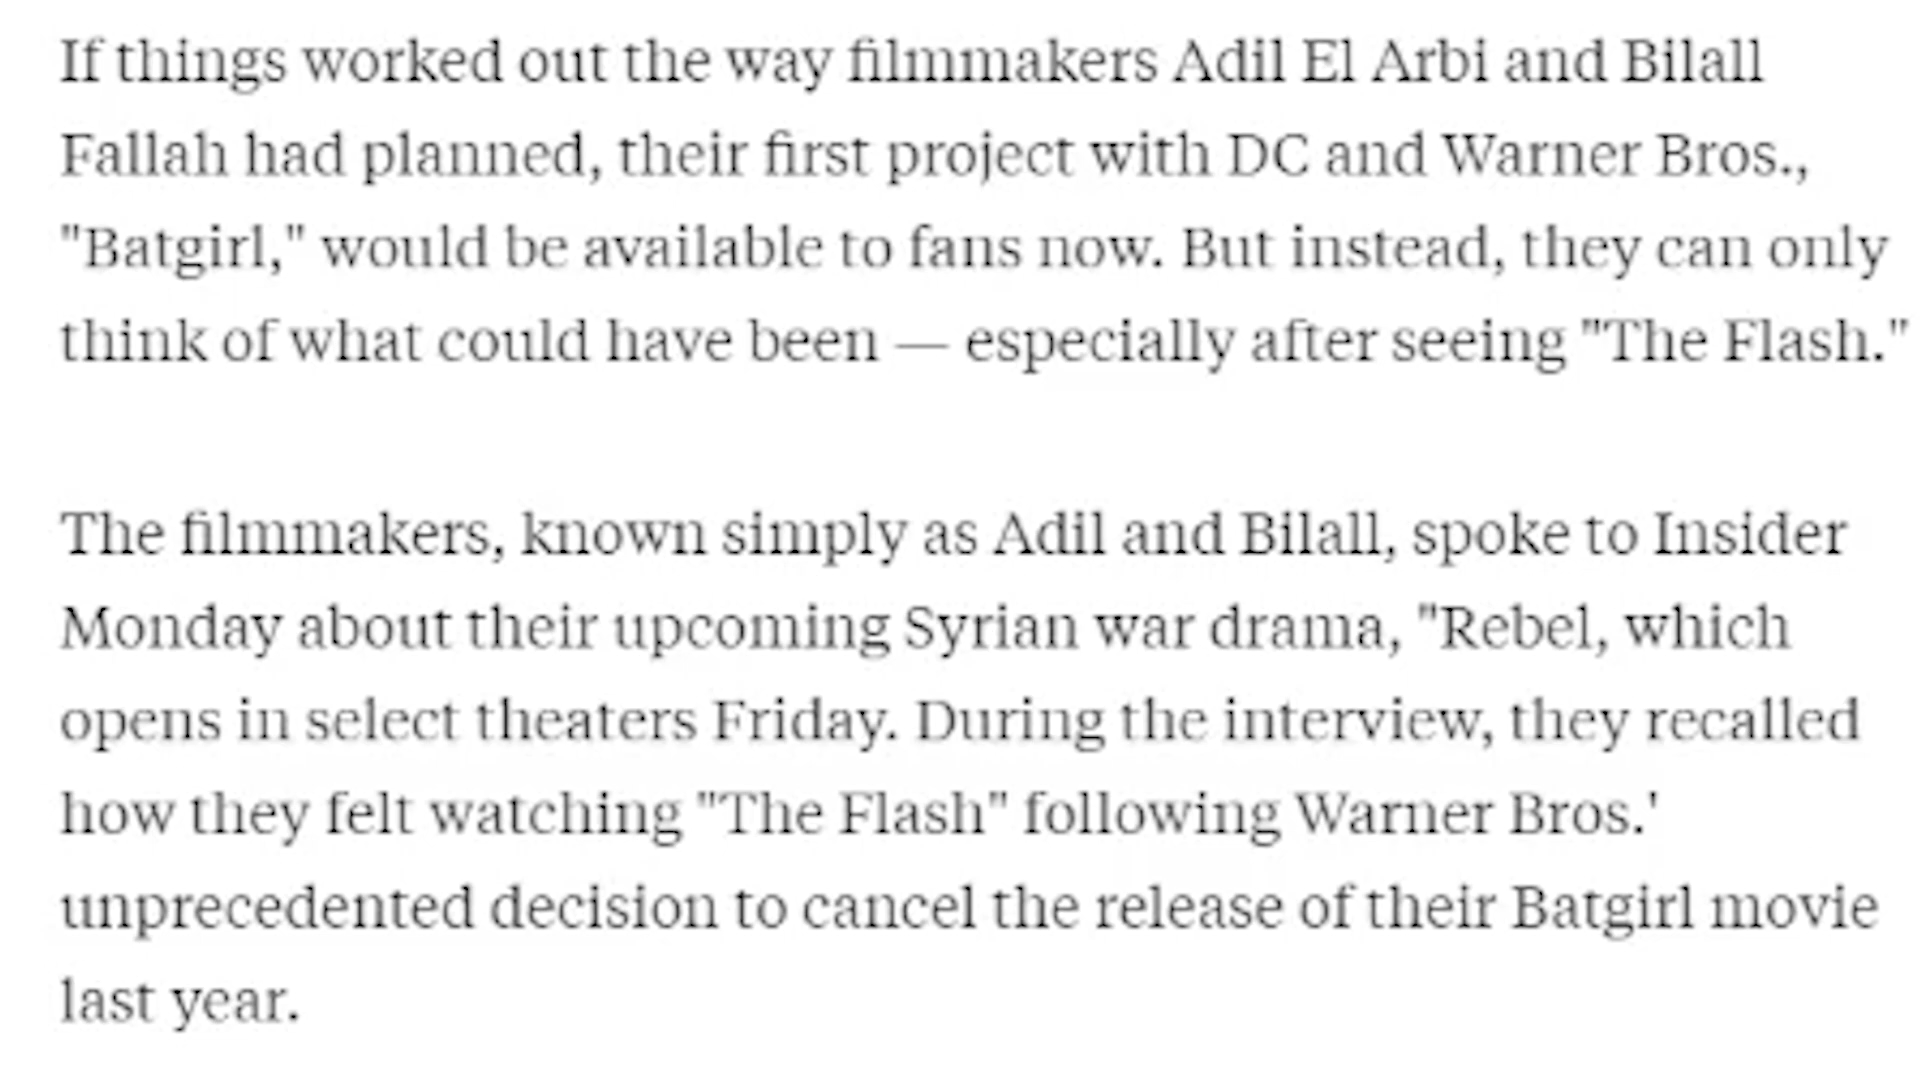 If things worked out the way filmmakers Adil El Arbi and Bilall
Fallah had planned, their first project with DC and Warner Bros.,
"Batgirl," would be available to fans now. But instead, they can only
think of what could have been — especially after seeing "The Flash."
The filmmakers, known simply as Adil and Bilall, spoke to Insider
Monday about their upcoming Syrian war drama, "Rebel, which
opens in select theaters Friday. During the interview, they recalled
how they felt watching "The Flash" following Warner Bros.'
unprecedented decision to cancel the release of their Batgirl movie
last year.